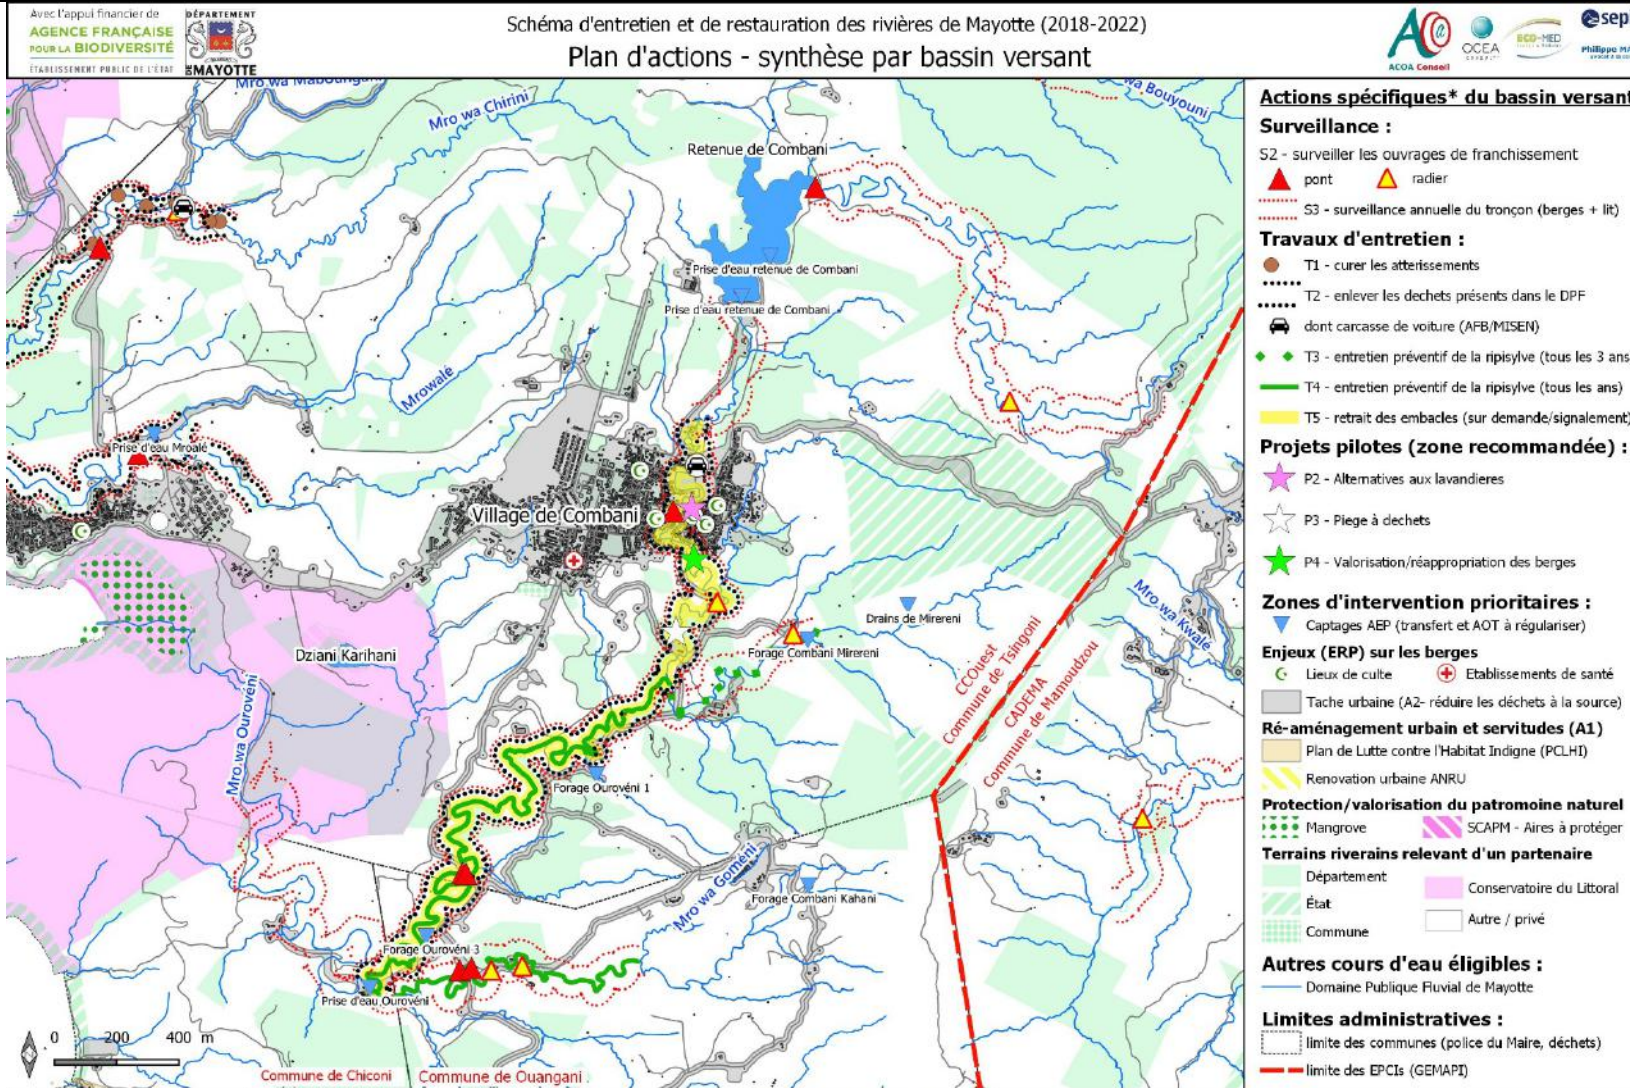 Avec l'appui financier de
AGENCE FRANÇAISE
POUR LA BIODIVERSITÉ
ÉTABLISSEMENT PUBLIC DE L'ÉTAT
DÉPARTEMENT
DE MAYOTTE
Schéma d'entretien et de restauration des rivières de Mayotte (2018-2022)
Plan d'actions - synthèse par bassin versant
ACOA Conseil
OCEA
ECO-MED
Mro wa Chirini
wa Bouyouni
Retenue de Combani
Prise d'eau retenue de Combani
Prise d'eau retenue de Combani
Mrowalé
Prise d'eau Mroalé
Village de Combani
Mro wa Kwalé
Drains de Mirereni
Forage Combani Mirereni
Dziani Karihani
Mro wa Ourovéni
CCOuest
Commune de Tsingoni
CADEMA
Commune de Mamoudzou
Forage Ourovéni 1
Mro wa Goméni
Forage Combani Kahani
Forage Ourovéni 3
Prise d'eau Ourovéni
0 200 400 m
Commune de Chiconi
Commune de Ouangani
Actions spécifiques* du bassin versant
Surveillance :
S2 - surveiller les ouvrages de franchissement
pont radier
S3 - surveillance annuelle du tronçon (berges + lit)
Travaux d'entretien :
T1 - curer les atterissements
T2 - enlever les dechets présents dans le DPF
dont carcasse de voiture (AFB/MISEN)
T3 - entretien préventif de la ripisylve (tous les 3 ans
T4 - entretien préventif de la ripisylve (tous les ans)
T5 - retrait des embacles (sur demande/signalement)
Projets pilotes (zone recommandée) :
P2 - Alternatives aux lavandieres
P3 - Piege à dechets
P4 - Valorisation/réappropriation des berges
Zones d'intervention prioritaires :
Captages AEP (transfert et AOT à régulariser)
Enjeux (ERP) sur les berges
Lieux de culte Etablissements de santé
Tache urbaine (A2- réduire les déchets à la source)
Ré-aménagement urbain et servitudes (A1)
Plan de Lutte contre l'Habitat Indigne (PCLHI)
Renovation urbaine ANRU
Protection/valorisation du patromoine naturel
Mangrove SCAPM - Aires à protéger
Terrains riverains relevant d'un partenaire
Département
Conservatoire du Littoral
État
Autre / privé
Commune
Autres cours d'eau éligibles :
Domaine Publique Fluvial de Mayotte
Limites administratives :
limite des communes (police du Maire, déchets)
limite des EPCIs (GEMAPI)